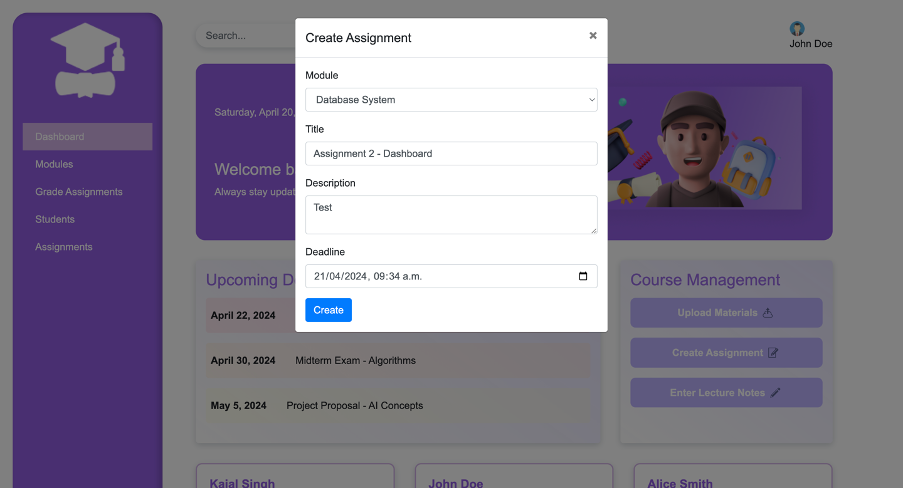 Search...
John Doe
Dashboard
Modules
Grade Assignments
Students
Assignments
Saturday, April 20,
Welcome b
Always stay updat
Create Assignment
×
Module
Database System
Title
Assignment 2 - Dashboard
Description
Test
Deadline
21/04/2024, 09:34 a.m.
Create
Upcoming D
April 22, 2024
April 30, 2024 Midterm Exam - Algorithms
May 5, 2024 Project Proposal - AI Concepts
Course Management
Upload Materials
Create Assignment
Enter Lecture Notes
Kajal Singh
John Doe
Alice Smith